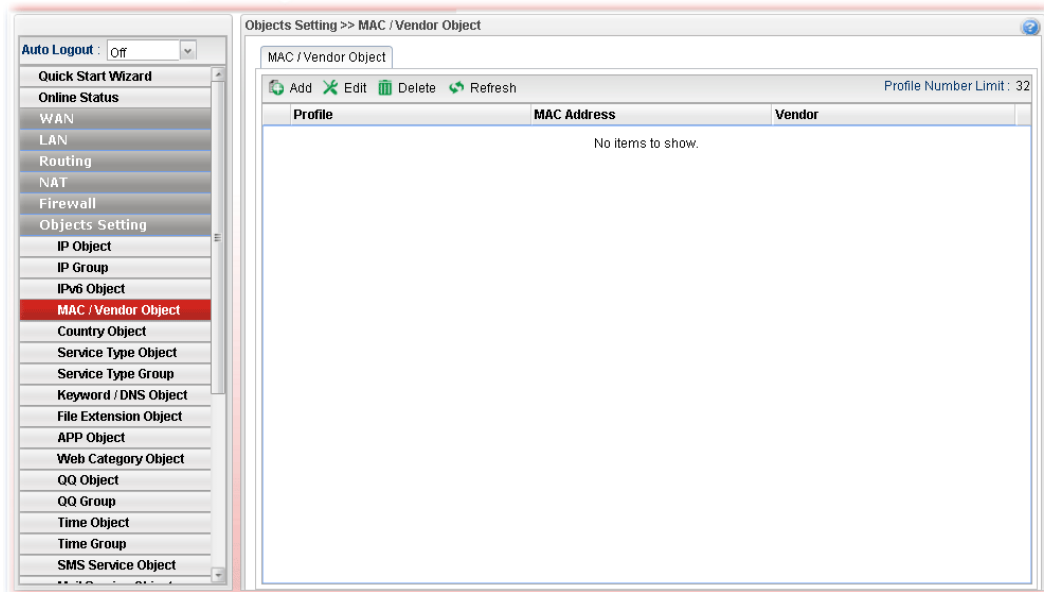 Objects Setting >> MAC / Vendor Object
Auto Logout : Off
Quick Start Wizard
Online Status
WAN
LAN
Routing
NAT
Firewall
Objects Setting
IP Object
IP Group
IPv6 Object
MAC / Vendor Object
Country Object
Service Type Object
Service Type Group
Keyword / DNS Object
File Extension Object
APP Object
Web Category Object
QQ Object
QQ Group
Time Object
Time Group
SMS Service Object
MAC / Vendor Object
Add Edit Delete Refresh Profile Number Limit : 32
Profile MAC Address Vendor
No items to show.